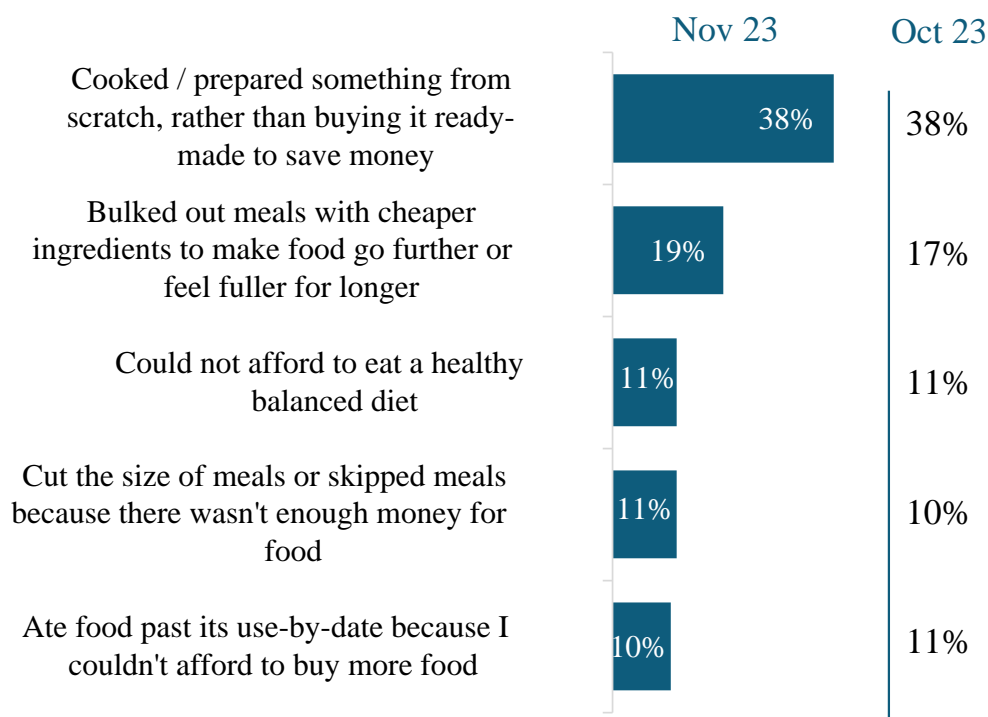 Nov 23
Oct 23
Cooked / prepared something from
scratch, rather than buying it ready-
made to save money
38%
38%
Bulked out meals with cheaper
ingredients to make food go further or
feel fuller for longer
19%
17%
Could not afford to eat a healthy
balanced diet
11%
11%
Cut the size of meals or skipped meals
because there wasn't enough money for
food
11%
10%
Ate food past its use-by-date because I
couldn't afford to buy more food
10%
11%